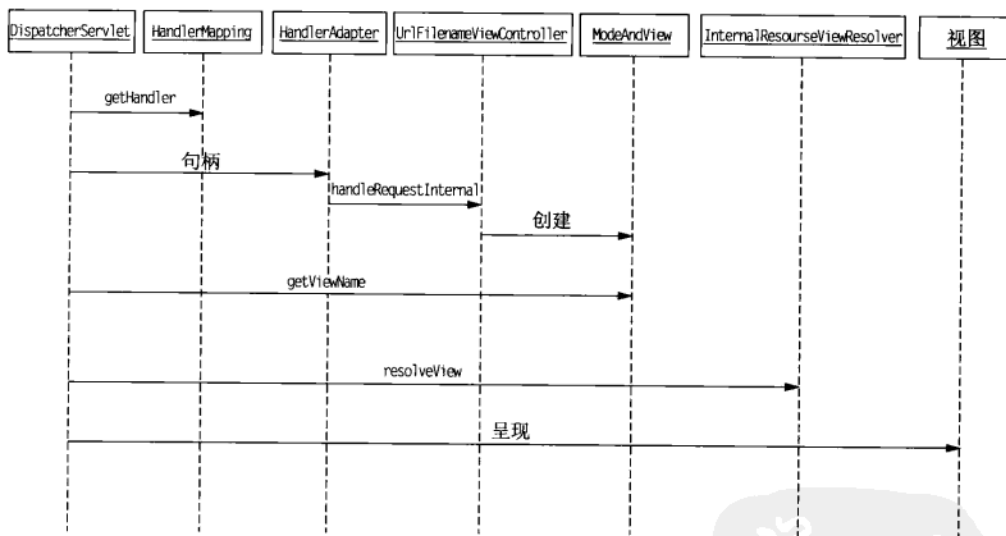 DispatcherServlet
HandlerMapping
HandlerAdapter
UrlFilenameViewController
ModeAndView
InternalResourseViewResolver
视图
getHandler
句柄
handleRequestInternal
创建
getViewName
resolveView
呈现